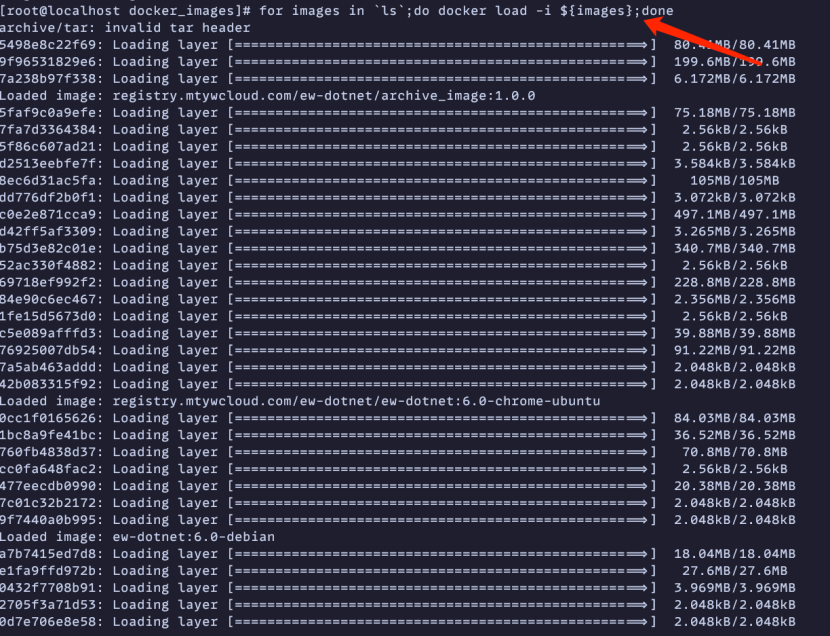 [root@localhost docker_images]# for images in `ls`;do docker load -i ${images};done
archive/tar: invalid tar header
5498e8c22f69: Loading layer [==================================================>] 80.41MB/80.41MB
9f96531829e6: Loading layer [==================================================>] 199.6MB/199.6MB
7a238b97f338: Loading layer [==================================================>] 6.172MB/6.172MB
Loaded image: registry.mtywcloud.com/ew-dotnet/archive_image:1.0.0
5faf9c0a9efe: Loading layer [==================================================>] 75.18MB/75.18MB
7fa7d3364384: Loading layer [==================================================>] 2.56kB/2.56kB
5f86c607ad21: Loading layer [==================================================>] 2.56kB/2.56kB
d2513eebfe7f: Loading layer [==================================================>] 3.584kB/3.584kB
8ec6d31ac5fa: Loading layer [==================================================>] 105MB/105MB
dd776df2b0f1: Loading layer [==================================================>] 3.072kB/3.072kB
c0e2e871cca9: Loading layer [==================================================>] 497.1MB/497.1MB
d42ff5af3309: Loading layer [==================================================>] 3.265MB/3.265MB
b75d3e82c01e: Loading layer [==================================================>] 340.7MB/340.7MB
52ac330f4882: Loading layer [==================================================>] 2.56kB/2.56kB
69718ef992f2: Loading layer [==================================================>] 228.8MB/228.8MB
84e90c6ec467: Loading layer [==================================================>] 2.356MB/2.356MB
1fe15d5673d0: Loading layer [==================================================>] 2.56kB/2.56kB
c5e089afffd3: Loading layer [==================================================>] 39.88MB/39.88MB
76925007db54: Loading layer [==================================================>] 91.22MB/91.22MB
7a5ab463addd: Loading layer [==================================================>] 2.048kB/2.048kB
42b083315f92: Loading layer [==================================================>] 2.048kB/2.048kB
Loaded image: registry.mtywcloud.com/ew-dotnet/ew-dotnet:6.0-chrome-ubuntu
0cc1f0165626: Loading layer [==================================================>] 84.03MB/84.03MB
1bc8a9fe41bc: Loading layer [==================================================>] 36.52MB/36.52MB
760fb4838d37: Loading layer [==================================================>] 70.8MB/70.8MB
cc0fa648fac2: Loading layer [==================================================>] 2.56kB/2.56kB
477eecdb0990: Loading layer [==================================================>] 20.38MB/20.38MB
7c01c32b2172: Loading layer [==================================================>] 2.048kB/2.048kB
9f7440a0b995: Loading layer [==================================================>] 2.048kB/2.048kB
Loaded image: ew-dotnet:6.0-debian
a7b7415ed7d8: Loading layer [==================================================>] 18.04MB/18.04MB
e1fa9ffd972b: Loading layer [==================================================>] 27.6MB/27.6MB
0432f7708b91: Loading layer [==================================================>] 3.969MB/3.969MB
2705f3a71d53: Loading layer [==================================================>] 2.048kB/2.048kB
0d7e706e8e58: Loading layer [==================================================>] 2.048kB/2.048kB